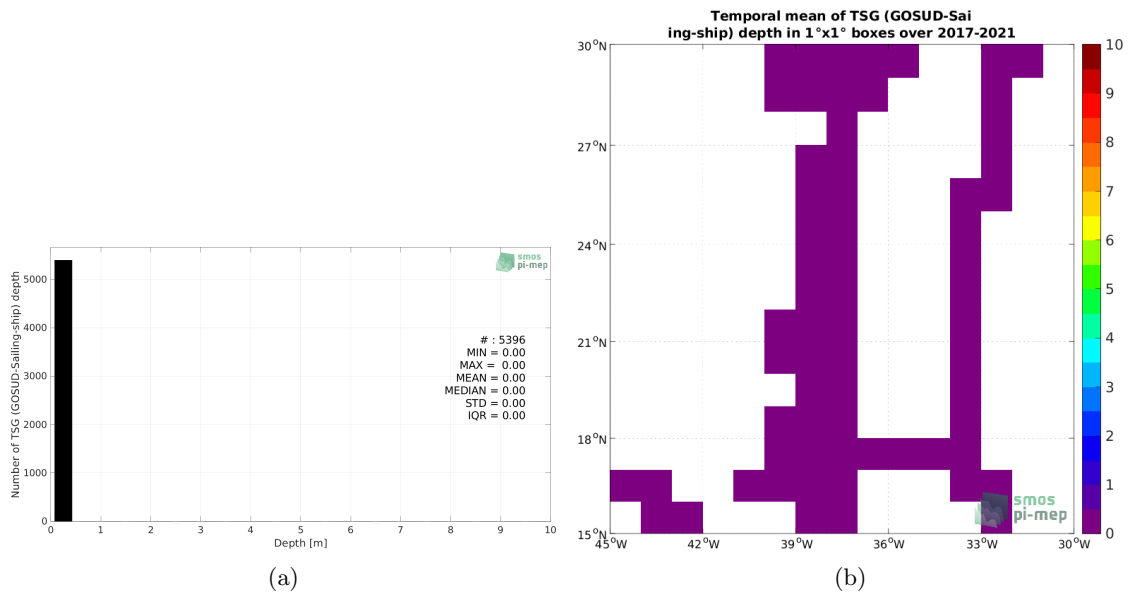 Number of TSG (GOSUD-Sailing-ship) depth
5000
4000
3000
2000
1000
0
0 1 2 3 4 5 6 7 8 9 10
Depth [m]
smos
pi-mep
# : 5396
MIN = 0.00
MAX = 0.00
MEAN = 0.00
MEDIAN = 0.00
STD = 0.00
IQR = 0.00
(a)
Temporal mean of TSG (GOSUD-Sai
ing-ship) depth in 1°x1° boxes over 2017-2021
30°N
27°N
24°N
21°N
18°N
15°N
45°W 42°W 39°W 36°W 33°W 30°W
smos
pi-mep
10
9
8
7
6
5
4
3
2
1
0
(b)